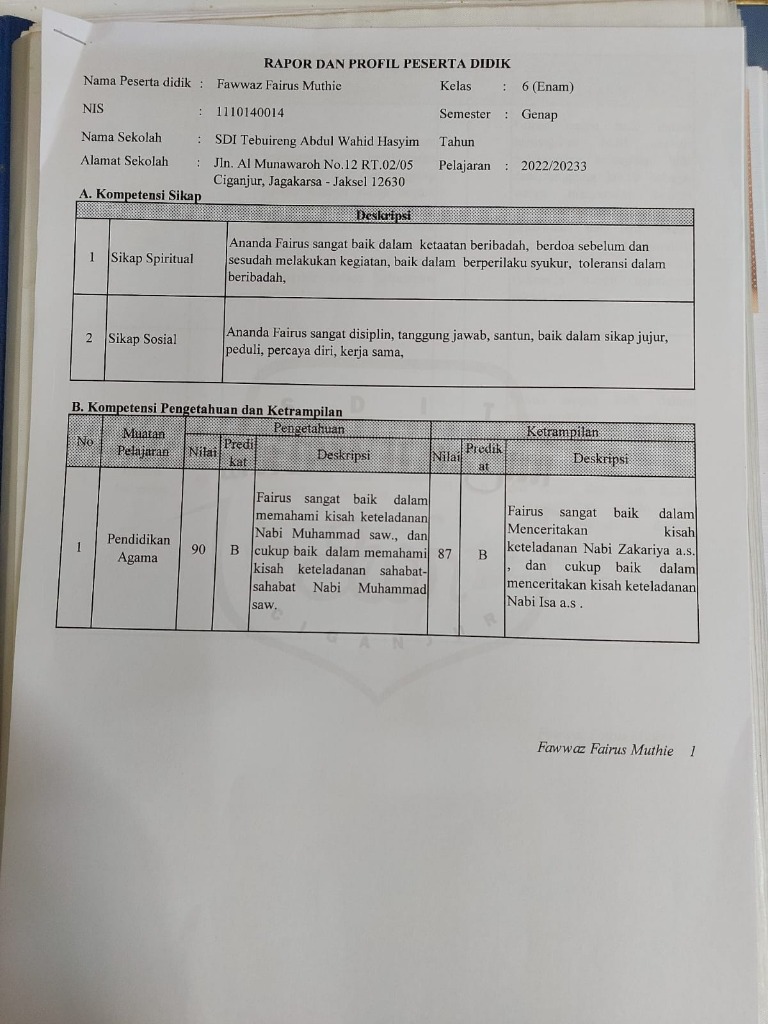 RAPOR DAN PROFIL PESERTA DIDIK
Nama Peserta didik : Fawwaz Fairus Muthie Kelas : 6 (Enam)
NIS : 1110140014 Semester : Genap
Nama Sekolah : SDI Tebuireng Abdul Wahid Hasyim Tahun
Alamat Sekolah : Jln. Al Munawaroh No.12 RT.02/05 Pelajaran : 2022/20233
Ciganjur, Jagakarsa - Jaksel 12630
A. Kompetensi Sikap
Deskripsi
1 Sikap Spiritual
Ananda Fairus sangat baik dalam ketaatan beribadah, berdoa sebelum dan
sesudah melakukan kegiatan, baik dalam berperilaku syukur, toleransi dalam
beribadah,
2 Sikap Sosial
Ananda Fairus sangat disiplin, tanggung jawab, santun, baik dalam sikap jujur,
peduli, percaya diri, kerja sama,
S D I T
B. Kompetensi Pengetahuan dan Ketrampilan
No
Muatan
Pelajaran
Pengetahuan
Nilai
Predi
kat
Deskripsi
Ketrampilan
Nilai
Predik
at
Deskripsi
1
Pendidikan
Agama
90
B
Fairus sangat baik dalam
memahami kisah keteladanan
Nabi Muhammad saw., dan
cukup baik dalam memahami
kisah keteladanan sahabat-
sahabat Nabi Muhammad
saw.
87
B
Fairus sangat baik dalam
Menceritakan kisah
keteladanan Nabi Zakariya a.s.
, dan cukup baik dalam
menceritakan kisah keteladanan
Nabi Isa a.s .
CIGANJUR
Fawwaz Fairus Muthie 1